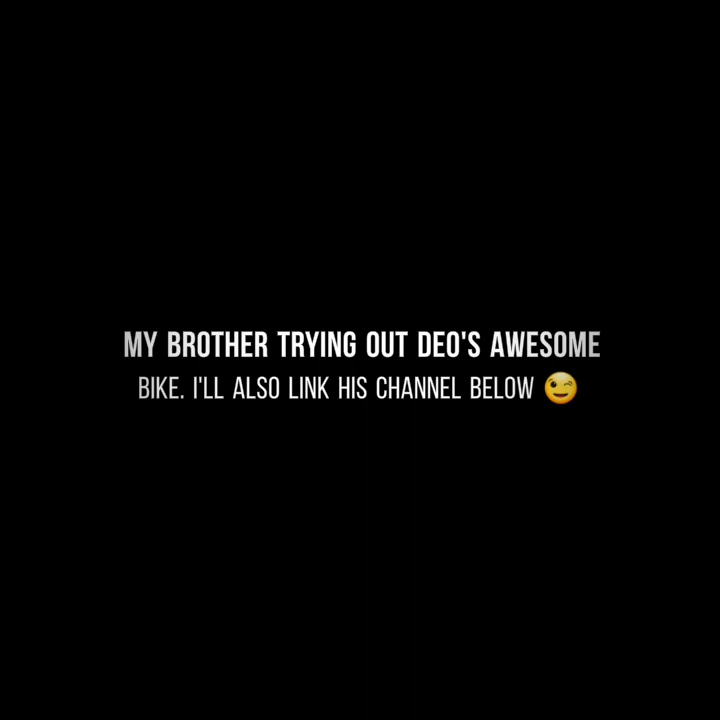 MY BROTHER TRYING OUT DEO'S AWESOME
BIKE. I'LL ALSO LINK HIS CHANNEL BELOW 😉